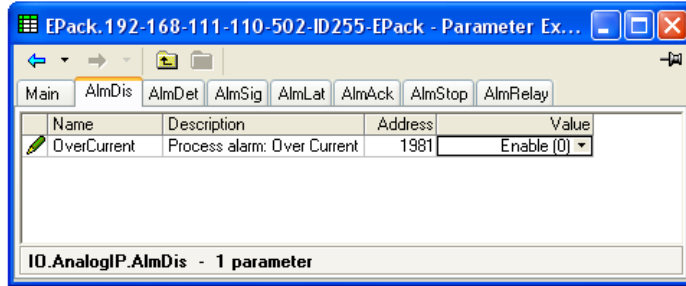 EPack.192-168-111-110-502-ID255-EPack - Parameter Ex...
Main AlmDis AlmDet AlmSig AlmLat AlmAck AlmStop AlmRelay
Name Description Address Value
OverCurrent Process alarm: Over Current 1981 Enable (0)
IO.AnalogIP.AlmDis - 1 parameter